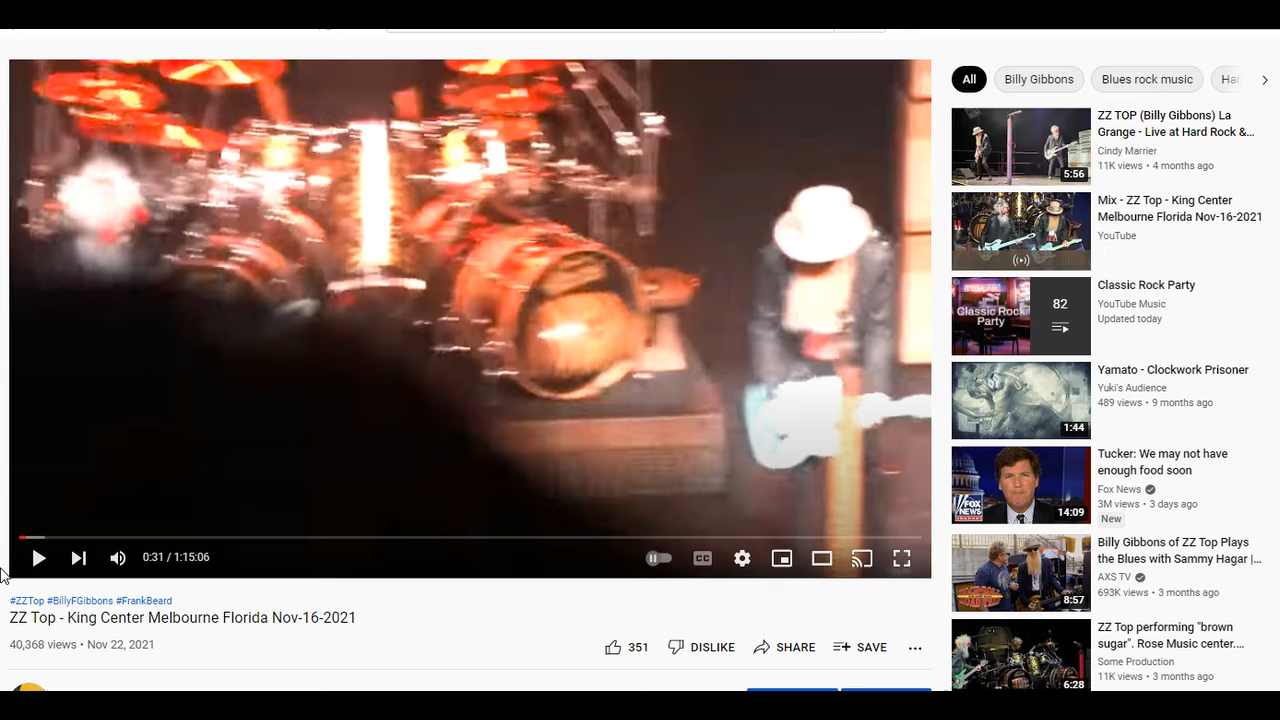 All
Billy Gibbons
Blues rock music
Har
ZZ TOP (Billy Gibbons) La
Grange - Live at Hard Rock &...
Cindy Marrier
11K views • 4 months ago
5:56
Mix - ZZ Top - King Center
Melbourne Florida Nov-16-2021
YouTube
Classic Rock Party
YouTube Music
Updated today
82
Classic Rock
Party
Yamato - Clockwork Prisoner
Yuki's Audience
489 views • 9 months ago
1:44
Tucker: We may not have
enough food soon
Fox News
3M views • 3 days ago
New
14:09
FOX
NEWS
Billy Gibbons of ZZ Top Plays
the Blues with Sammy Hagar |...
AXS TV
693K views • 3 months ago
8:57
ZZ Top performing "brown
sugar". Rose Music center....
Some Production
11K views • 3 months ago
6:28
0:31 / 1:15:06
CC
#ZZTop #BillyFGibbons #FrankBeard
ZZ Top - King Center Melbourne Florida Nov-16-2021
40,368 views • Nov 22, 2021
351
DISLIKE
SHARE
SAVE